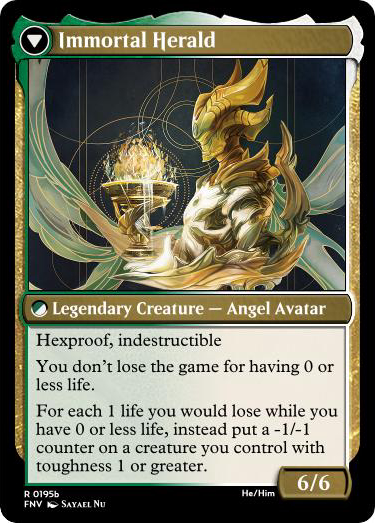 Immortal Herald
Legendary Creature — Angel Avatar
Hexproof, indestructible
You don't lose the game for having 0 or
less life.
For each 1 life you would lose while you
have 0 or less life, instead put a -1/-1
counter on a creature you control with
toughness 1 or greater.
6/6
R 0195b
He/Him
FNV Sayael Nu